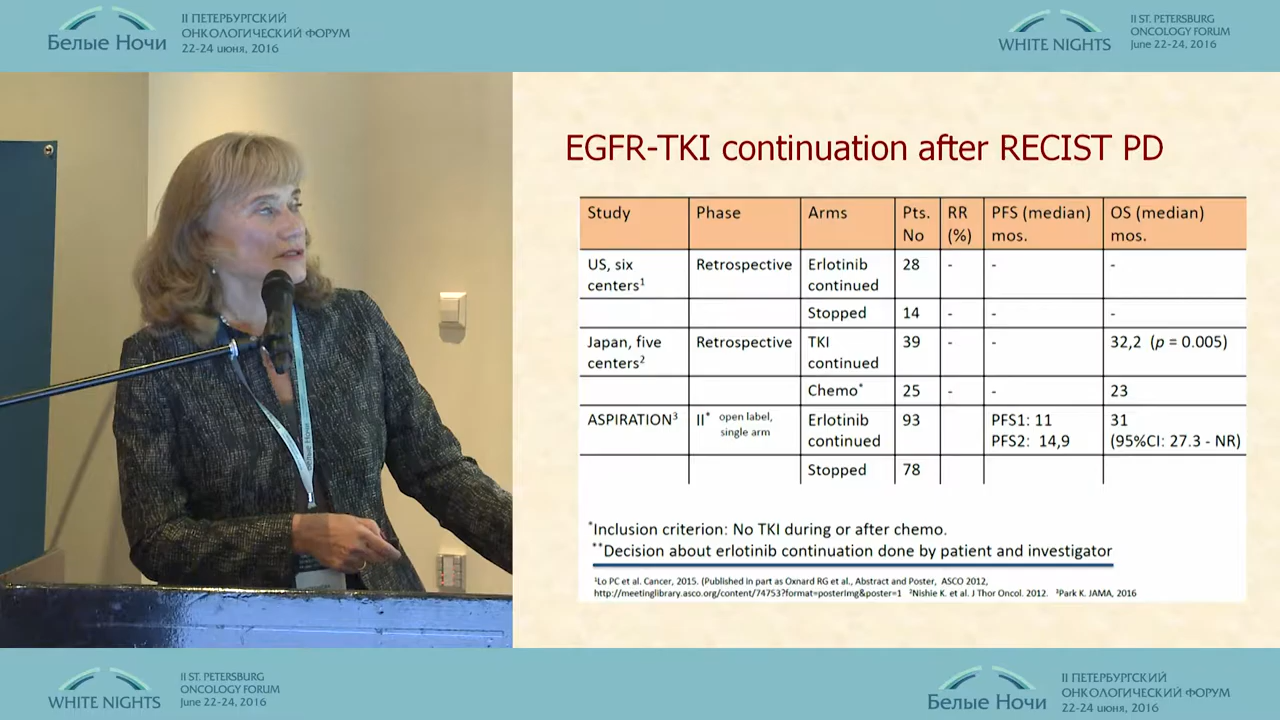 Белые Ночи
II ПЕТЕРБУРГСКИЙ
ОНКОЛОГИЧЕСКИЙ ФОРУМ
22-24 июня, 2016
WHITE NIGHTS
II ST. PETERSBURG
ONCOLOGY FORUM
June 22-24, 2016
EGFR-TKI continuation after RECIST PD
Study Phase Arms Pts. No RR (%) PFS (median) mos. OS (median) mos.
US, six centers¹ Retrospective Erlotinib continued 28 - - -
Stopped 14 - - -
Japan, five centers² Retrospective TKI continued 39 - - 32,2 (p = 0.005)
Chemo* 25 - - 23
ASPIRATION³ II* open label, single arm Erlotinib continued 93 PFS1: 11 PFS2: 14,9 31 (95%CI: 27.3 - NR)
Stopped 78
*Inclusion criterion: No TKI during or after chemo.
**Decision about erlotinib continuation done by patient and investigator
¹Lo PC et al. Cancer, 2015. (Published in part as Oxnard RG et al., Abstract and Poster, ASCO 2012,
http://meetinglibrary.asco.org/content/74753?format=posterImg&poster=1 ²Nishie K. et al. J Thor Oncol. 2012. ³Park K. JAMA, 2016
WHITE NIGHTS
II ST. PETERSBURG
ONCOLOGY FORUM
June 22-24, 2016
Белые Ночи
II ПЕТЕРБУРГСКИЙ
ОНКОЛОГИЧЕСКИЙ ФОРУМ
22-24 июня, 2016